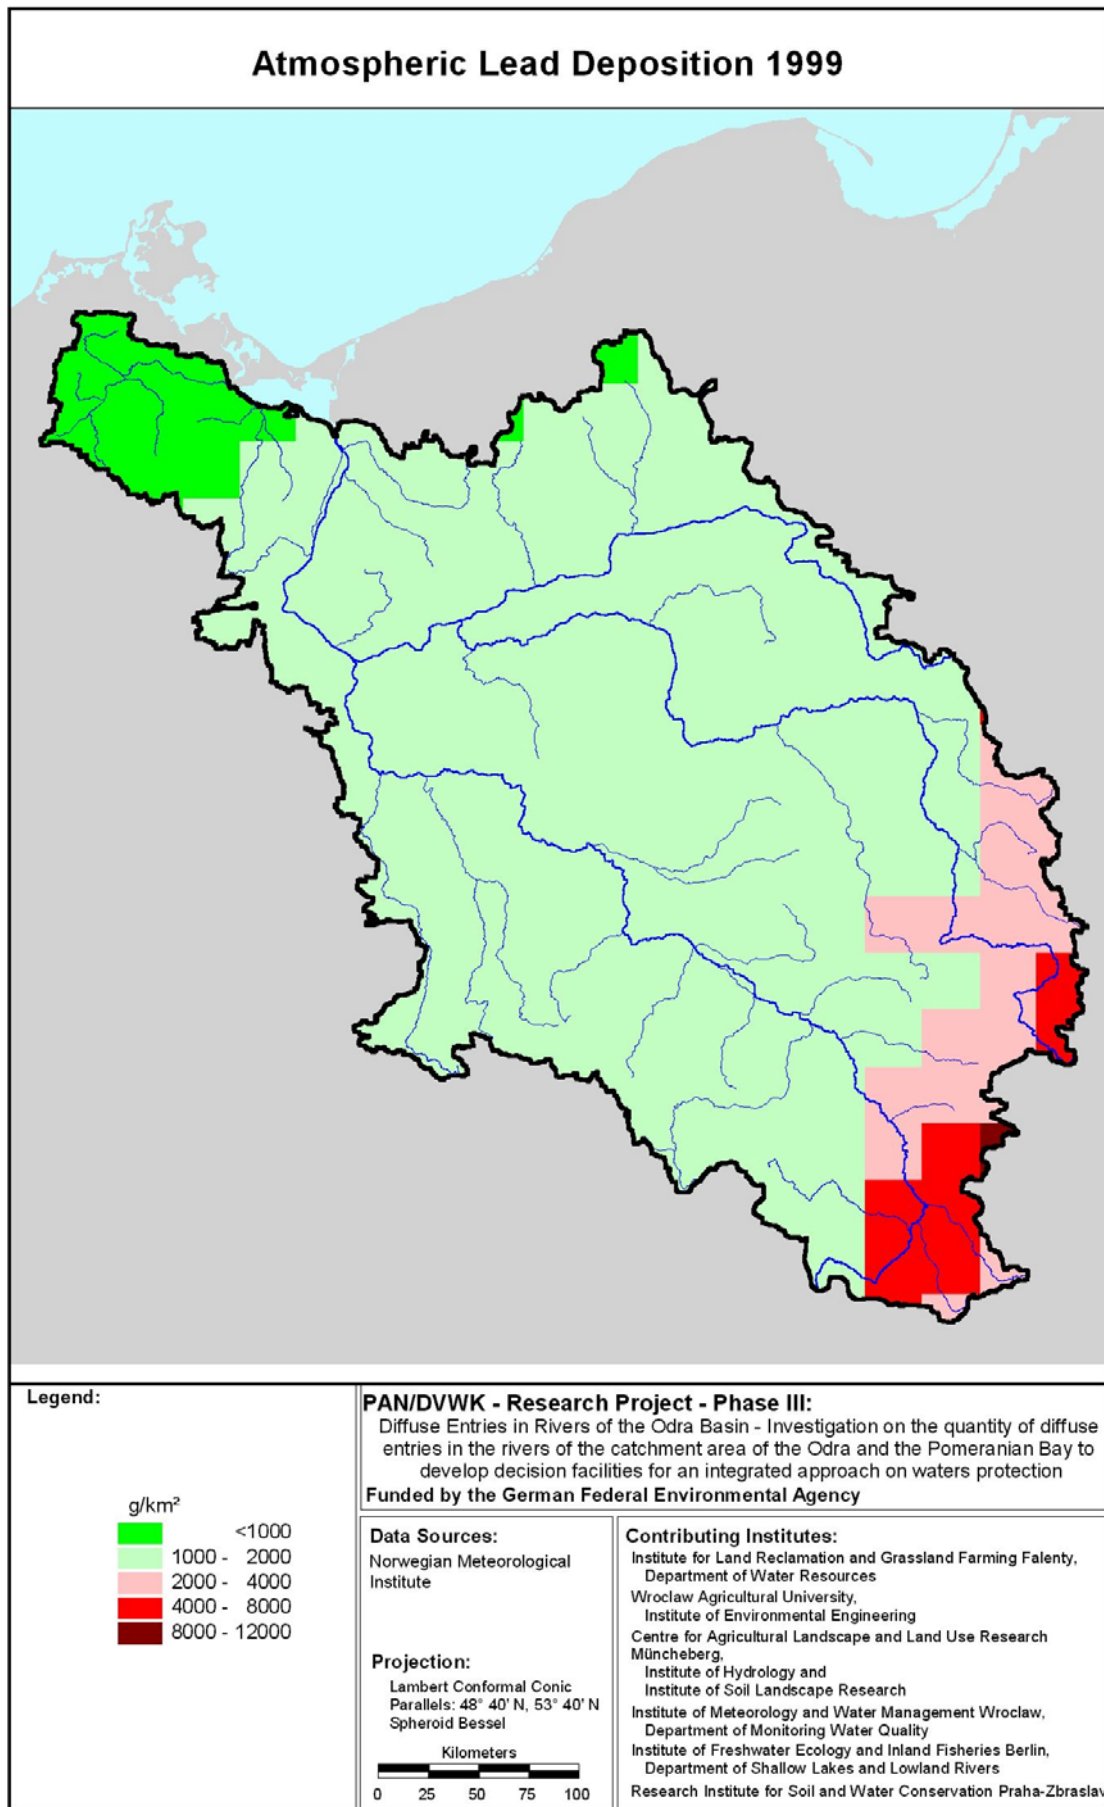 Atmospheric Lead Deposition 1999
Legend:
g/km²
<1000
1000 - 2000
2000 - 4000
4000 - 8000
8000 - 12000
PAN/DVWK - Research Project - Phase III:
Diffuse Entries in Rivers of the Odra Basin - Investigation on the quantity of diffuse
entries in the rivers of the catchment area of the Odra and the Pomeranian Bay to
develop decision facilities for an integrated approach on waters protection
Funded by the German Federal Environmental Agency
Data Sources:
Norwegian Meteorological
Institute
Projection:
Lambert Conformal Conic
Parallels: 48° 40' N, 53° 40' N
Spheroid Bessel
Kilometers
0 25 50 75 100
Contributing Institutes:
Institute for Land Reclamation and Grassland Farming Falenty,
Department of Water Resources
Wroclaw Agricultural University,
Institute of Environmental Engineering
Centre for Agricultural Landscape and Land Use Research
Müncheberg,
Institute of Hydrology and
Institute of Soil Landscape Research
Institute of Meteorology and Water Management Wroclaw,
Department of Monitoring Water Quality
Institute of Freshwater Ecology and Inland Fisheries Berlin,
Department of Shallow Lakes and Lowland Rivers
Research Institute for Soil and Water Conservation Praha-Zbraslav